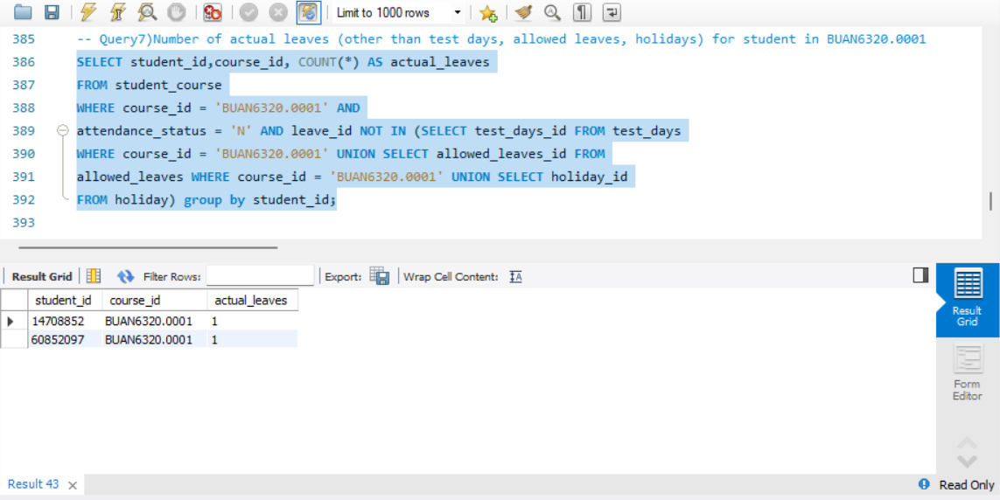 Limit to 1000 rows
385 -- Query7)Number of actual leaves (other than test days, allowed leaves, holidays) for student in BUAN6320.0001
386 SELECT student_id,course_id, COUNT(*) AS actual_leaves
387 FROM student_course
388 WHERE course_id = 'BUAN6320.0001' AND
389 attendance_status = 'N' AND leave_id NOT IN (SELECT test_days_id FROM test_days
390 WHERE course_id = 'BUAN6320.0001' UNION SELECT allowed_leaves_id FROM
391 allowed_leaves WHERE course_id = 'BUAN6320.0001' UNION SELECT holiday_id
392 FROM holiday) group by student_id;
393
Result Grid Filter Rows: Export: Wrap Cell Content: IA
student_id course_id actual_leaves
14708852 BUAN6320.0001 1
60852097 BUAN6320.0001 1
Result
Grid
Form
Editor
Result 43 × Read Only